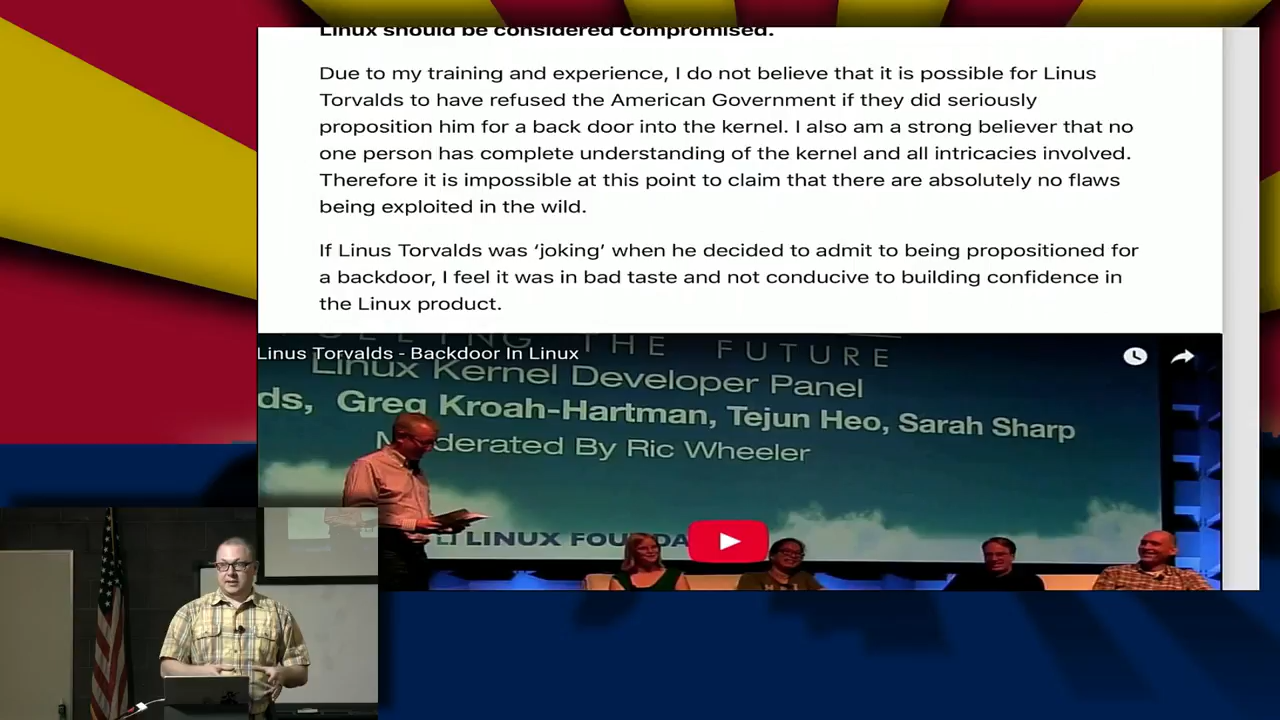 Linux should be considered compromised.
Due to my training and experience, I do not believe that it is possible for Linus
Torvalds to have refused the American Government if they did seriously
proposition him for a back door into the kernel. I also am a strong believer that no
one person has complete understanding of the kernel and all intricacies involved.
Therefore it is impossible at this point to claim that there are absolutely no flaws
being exploited in the wild.
If Linus Torvalds was ‘joking’ when he decided to admit to being propositioned for
a backdoor, I feel it was in bad taste and not conducive to building confidence in
the Linux product.
Linus Torvalds - Backdoor In Linux
THE FUTURE
Linux Kernel Developer Panel
ds, Greg Kroah-Hartman, Tejun Heo, Sarah Sharp
Moderated By Ric Wheeler
LINUX FOUNDA